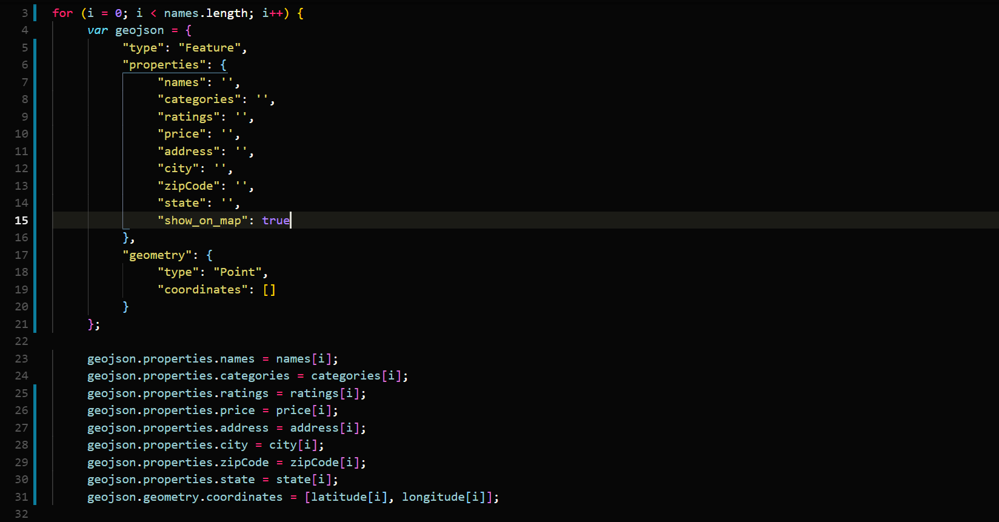 3 for (i = 0; i < names.length; i++) {
4 var geojson = {
5 "type": "Feature",
6 "properties": {
7 "names": '',
8 "categories": '',
9 "ratings": '',
10 "price": '',
11 "address": '',
12 "city": '',
13 "zipCode": '',
14 "state": '',
15 "show_on_map": true
16 },
17 "geometry": {
18 "type": "Point",
19 "coordinates": []
20 }
21 };
22
23 geojson.properties.names = names[i];
24 geojson.properties.categories = categories[i];
25 geojson.properties.ratings = ratings[i];
26 geojson.properties.price = price[i];
27 geojson.properties.address = address[i];
28 geojson.properties.city = city[i];
29 geojson.properties.zipCode = zipCode[i];
30 geojson.properties.state = state[i];
31 geojson.geometry.coordinates = [latitude[i], longitude[i]];
32